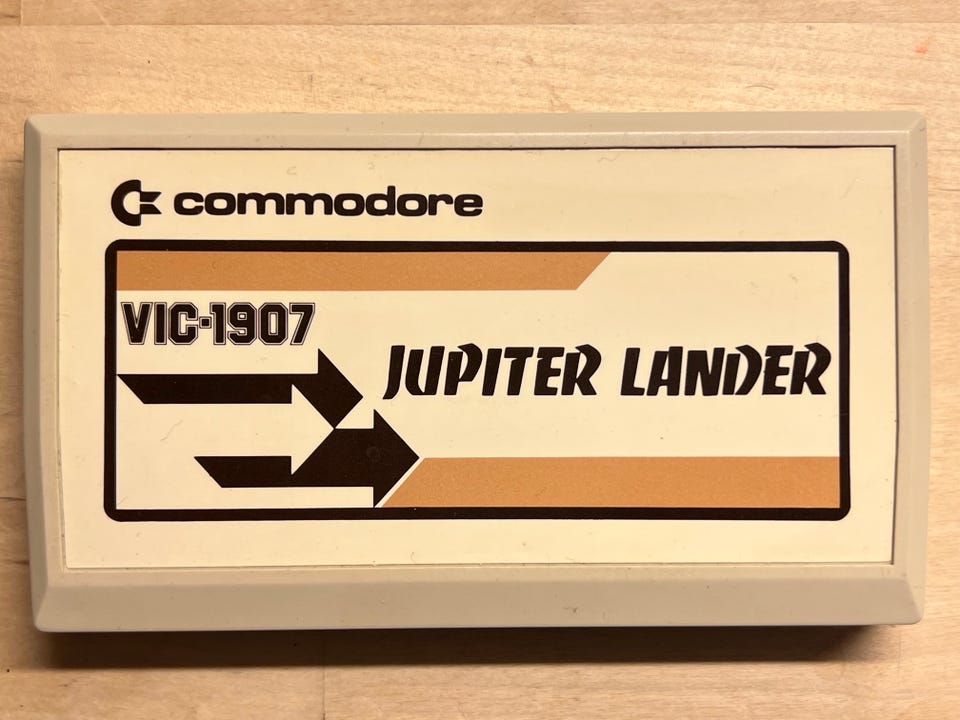 commodore
VIC-1907
JUPITER LANDER